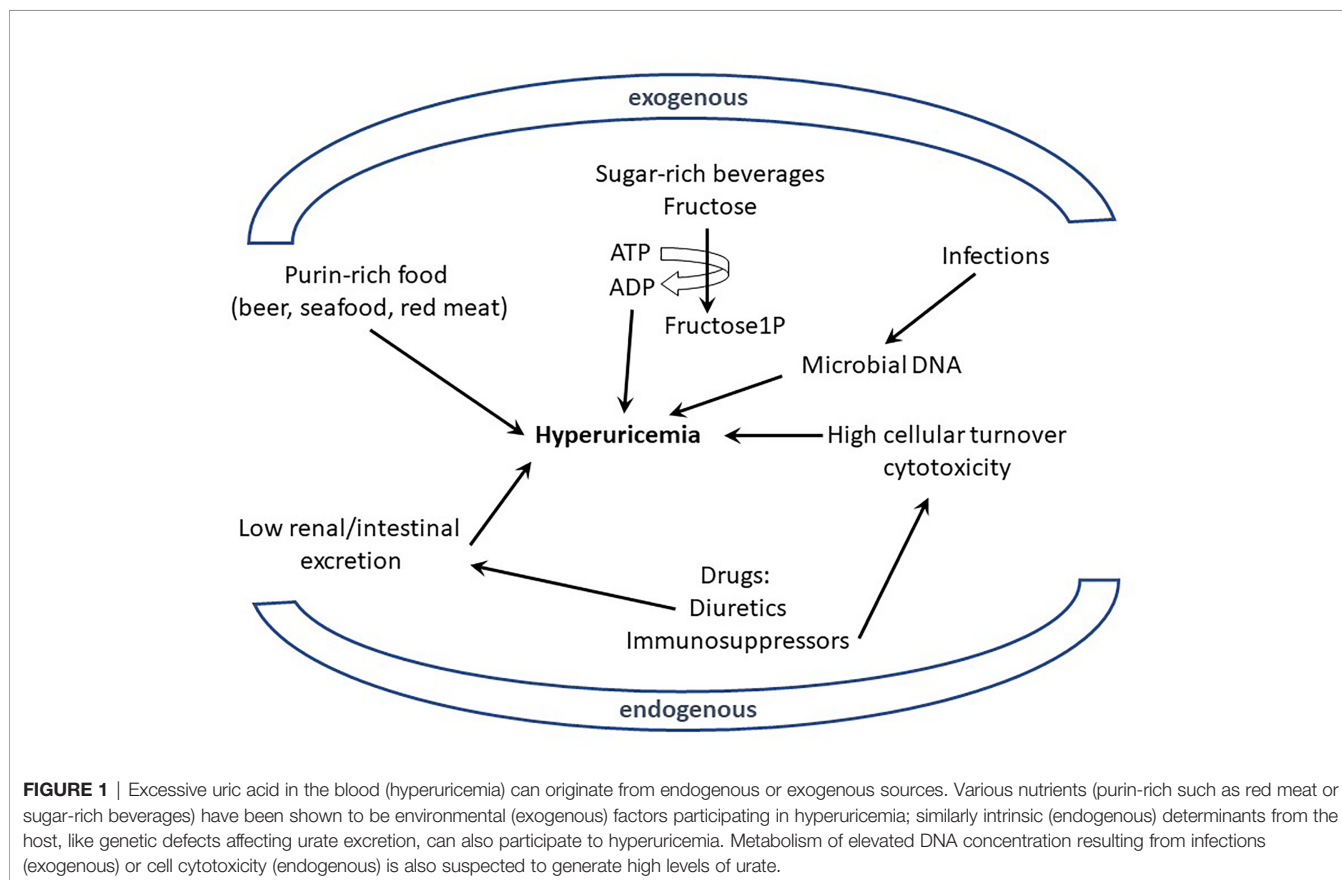 exogenous
Sugar-rich beverages
Fructose
ATP
ADP
Fructose1P
Purin-rich food
(beer, seafood, red meat)
Infections
Microbial DNA
Hyperuricemia
High cellular turnover
cytotoxicity
Low renal/intestinal
excretion
Drugs:
Diuretics
Immunosuppressors
endogenous
FIGURE 1 | Excessive uric acid in the blood (hyperuricemia) can originate from endogenous or exogenous sources. Various nutrients (purin-rich such as red meat or
sugar-rich beverages) have been shown to be environmental (exogenous) factors participating in hyperuricemia; similarly intrinsic (endogenous) determinants from the
host, like genetic defects affecting urate excretion, can also participate to hyperuricemia. Metabolism of elevated DNA concentration resulting from infections
(exogenous) or cell cytotoxicity (endogenous) is also suspected to generate high levels of urate.